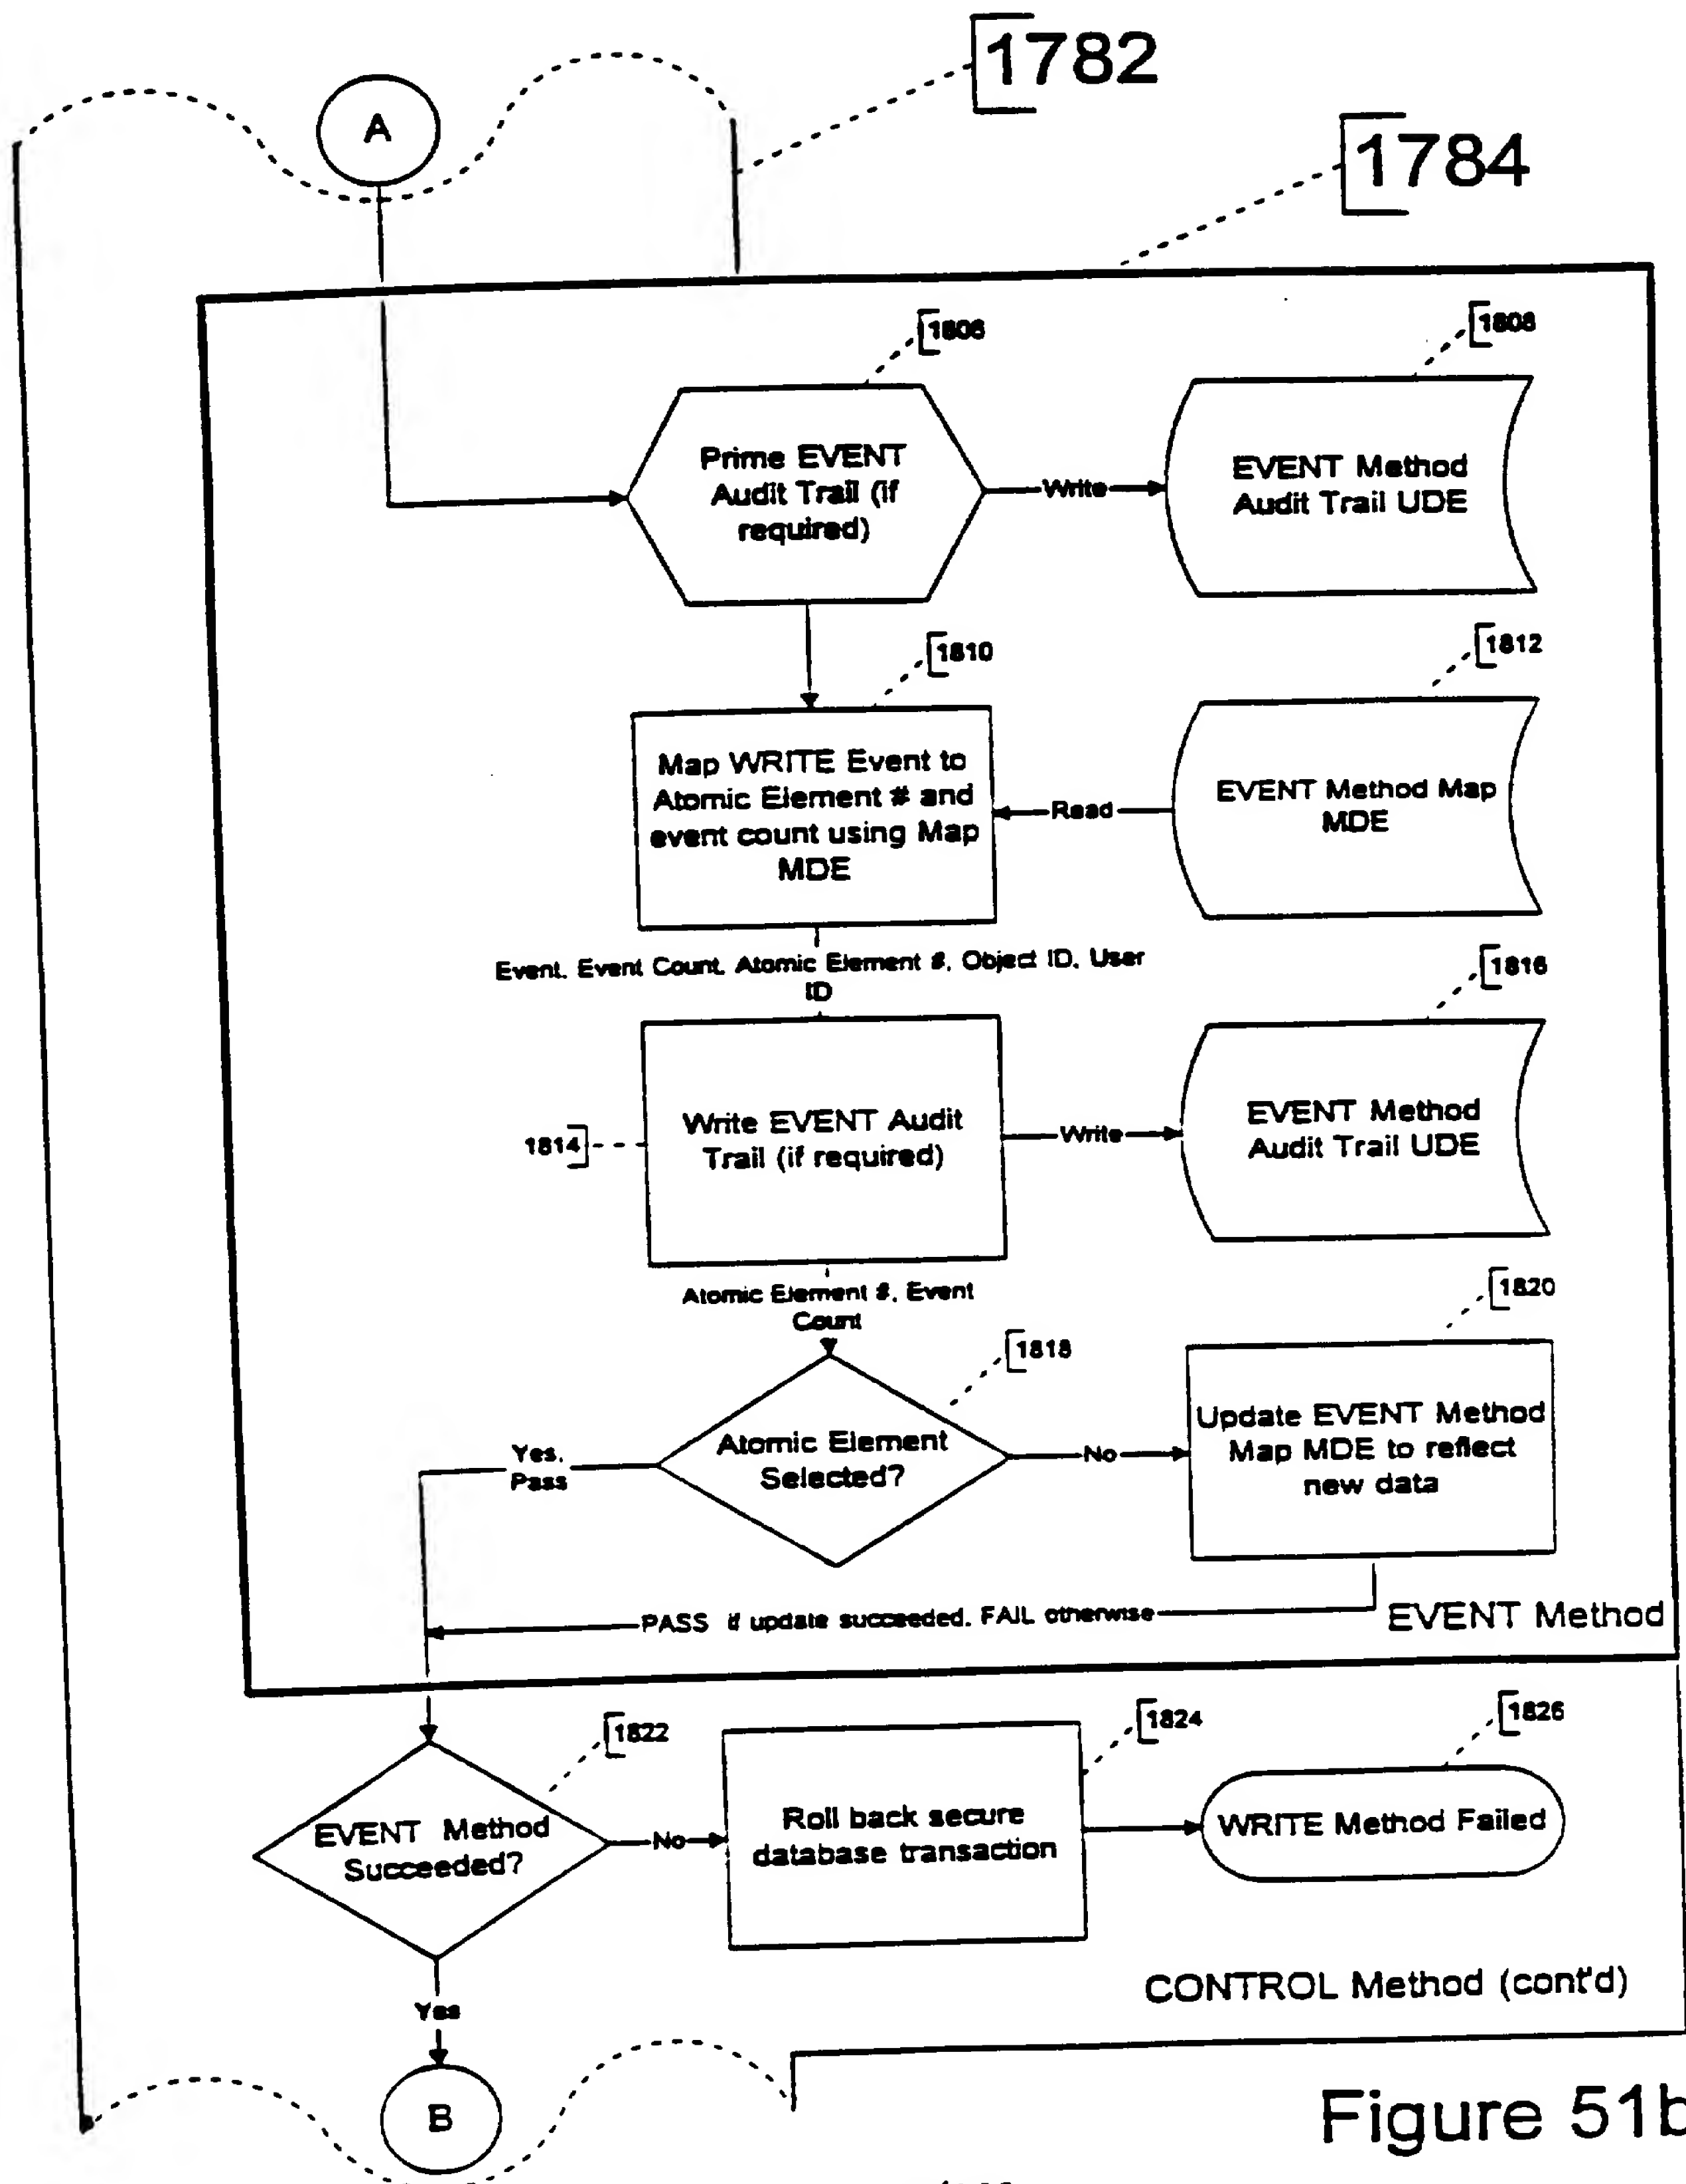 1782
A
1784
1806
1808
Prime EVENT
Audit Trail (if
required)
Write
EVENT Method
Audit Trail UDE
1810
1812
Map WRITE Event to
Atomic Element # and
event count using Map
MDE
Read
EVENT Method Map
MDE
Event, Event Count, Atomic Element #, Object ID, User
ID
1816
1814
Write EVENT Audit
Trail (if required)
Write
EVENT Method
Audit Trail UDE
Atomic Element #, Event
Count
1818
1820
Yes,
Pass
Atomic Element
Selected?
No
Update EVENT Method
Map MDE to reflect
new data
PASS if update succeeded, FAIL otherwise
EVENT Method
1822
1824
1826
EVENT Method
Succeeded?
No
Roll back secure
database transaction
WRITE Method Failed
Yes
CONTROL Method (cont'd)
B
Figure 51b